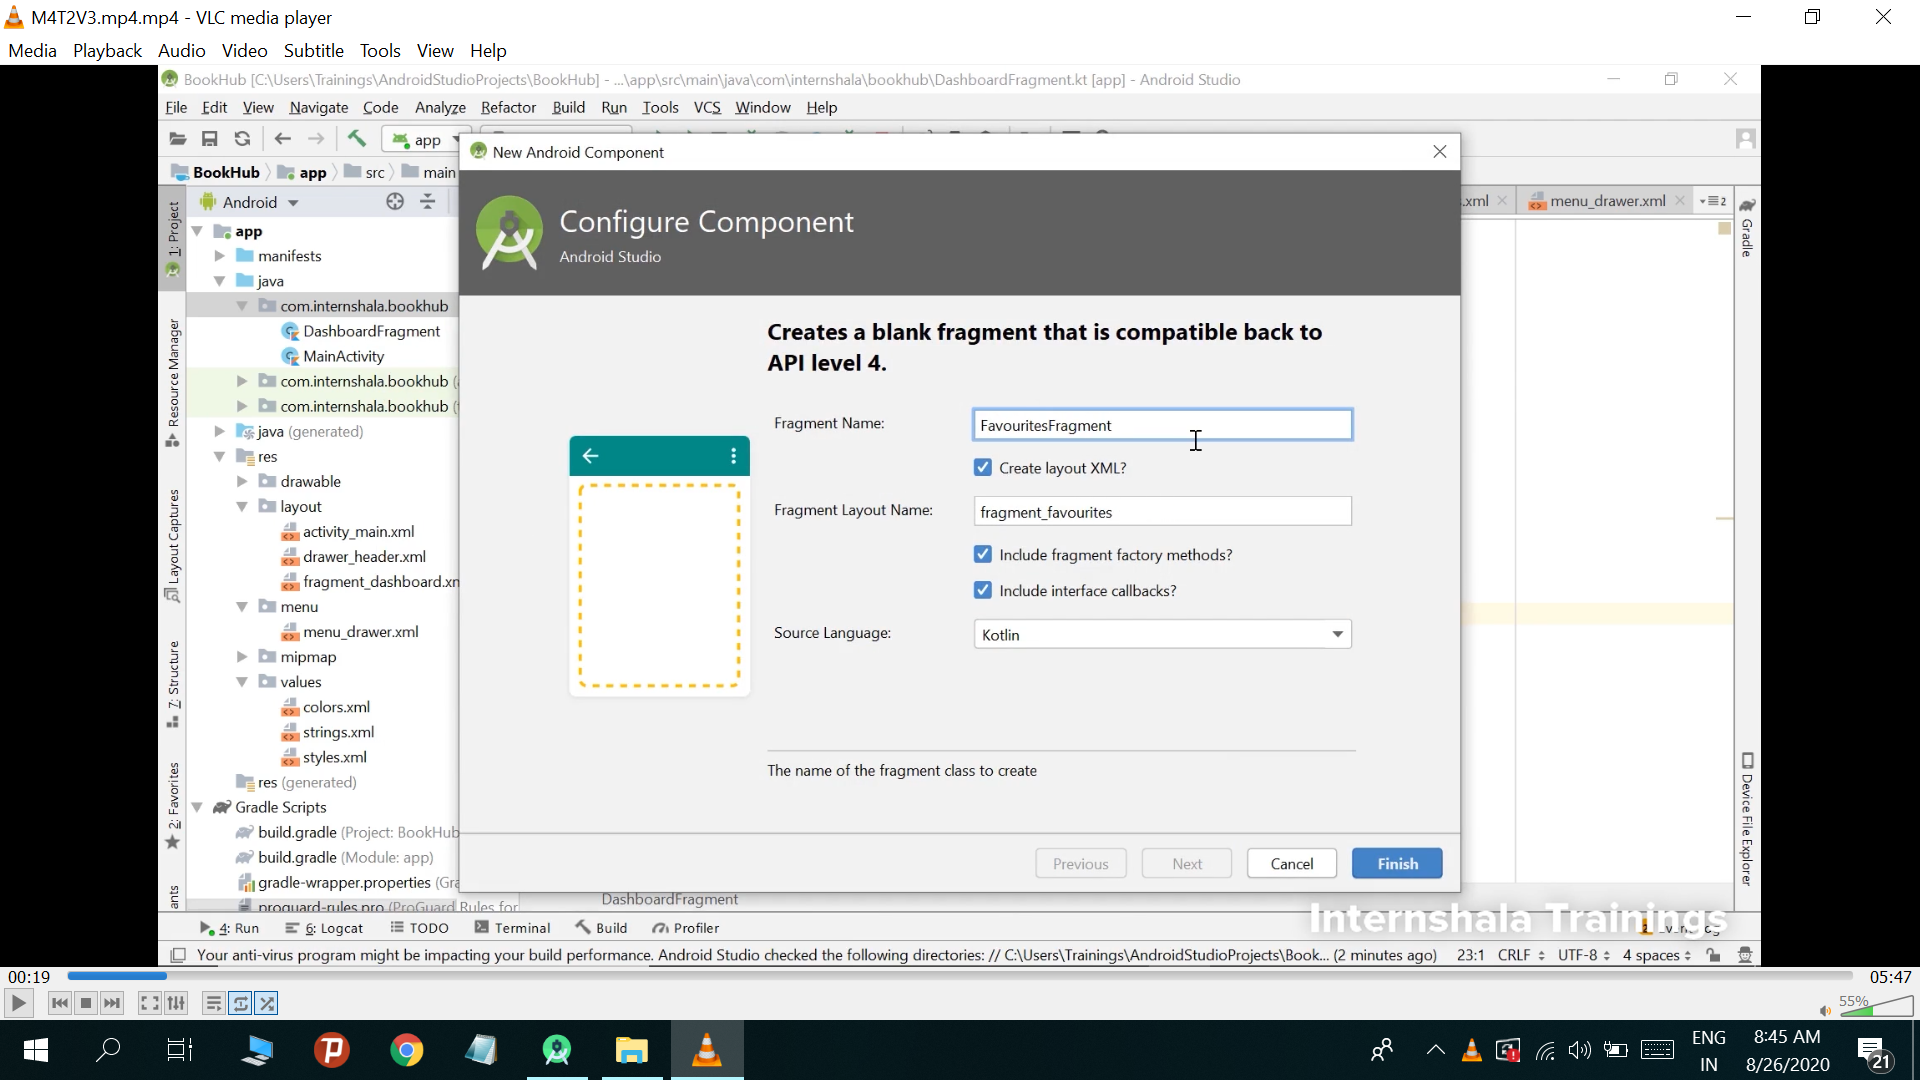 M4T2V3.mp4.mp4 - VLC media player
Media Playback Audio Video Subtitle Tools View Help
BookHub [C:\Users\Trainings\AndroidStudioProjects\BookHub] - ...\app\src\main\java\com\internshala\bookhub\DashboardFragment.kt [app] - Android Studio
File Edit View Navigate Code Analyze Refactor Build Run Tools VCS Window Help
app
New Android Component
BookHub app src main
Configure Component
Android Studio
Android
.xml menu_drawer.xml 2
1: Project
Resource Manager
Layout Captures
7: Structure
2: Favorites
Gradle
Device File Explorer
app
manifests
java
com.internshala.bookhub
DashboardFragment
MainActivity
com.internshala.bookhub
com.internshala.bookhub
java (generated)
res
drawable
layout
activity_main.xml
drawer_header.xml
fragment_dashboard.xm
menu
menu_drawer.xml
mipmap
values
colors.xml
strings.xml
styles.xml
res (generated)
Gradle Scripts
build.gradle (Project: BookHub
build.gradle (Module: app)
gradle-wrapper.properties (Gra
proguard-rules.pro (ProGuard Rules for
Creates a blank fragment that is compatible back to
API level 4.
Fragment Name: FavouritesFragment
Create layout XML?
Fragment Layout Name: fragment_favourites
Include fragment factory methods?
Include interface callbacks?
Source Language: Kotlin
The name of the fragment class to create
Previous Next Cancel Finish
DashboardFragment
Internshala Trainings
4: Run 6: Logcat TODO Terminal Build Profiler
Your anti-virus program might be impacting your build performance. Android Studio checked the following directories: // C:\Users\Trainings\AndroidStudioProjects\Book... (2 minutes ago) 23:1 CRLF UTF-8 4 spaces
00:19 05:47
55%
ENG 8:45 AM
IN 8/26/2020 21